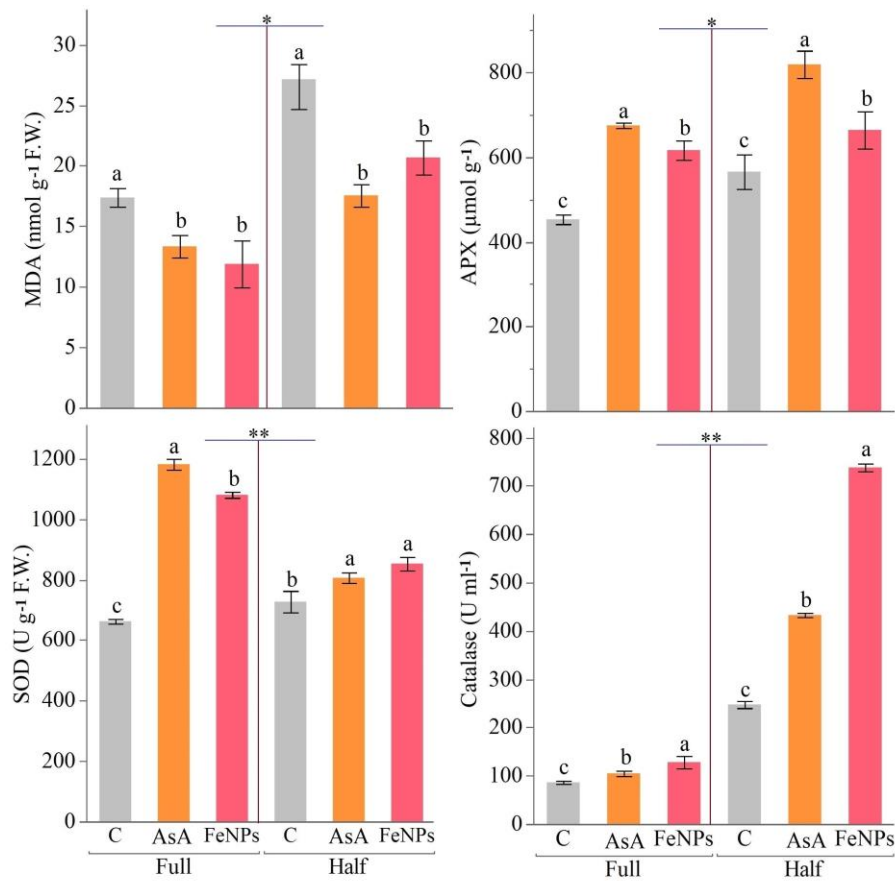 *
30
25
20
15
10
5
0
MDA (nmol g⁻¹ F.W.)
a
b
b
a
b
b
*
800
600
400
200
0
APX (µmol g⁻¹)
c
a
b
c
a
b
**
1200
1000
800
600
400
200
0
SOD (U g⁻¹ F.W.)
c
a
b
b
a
a
C AsA FeNPs C AsA FeNPs
Full Half
**
800
700
600
500
400
300
200
100
0
Catalase (U ml⁻¹)
c
b
a
c
b
a
C AsA FeNPs C AsA FeNPs
Full Half